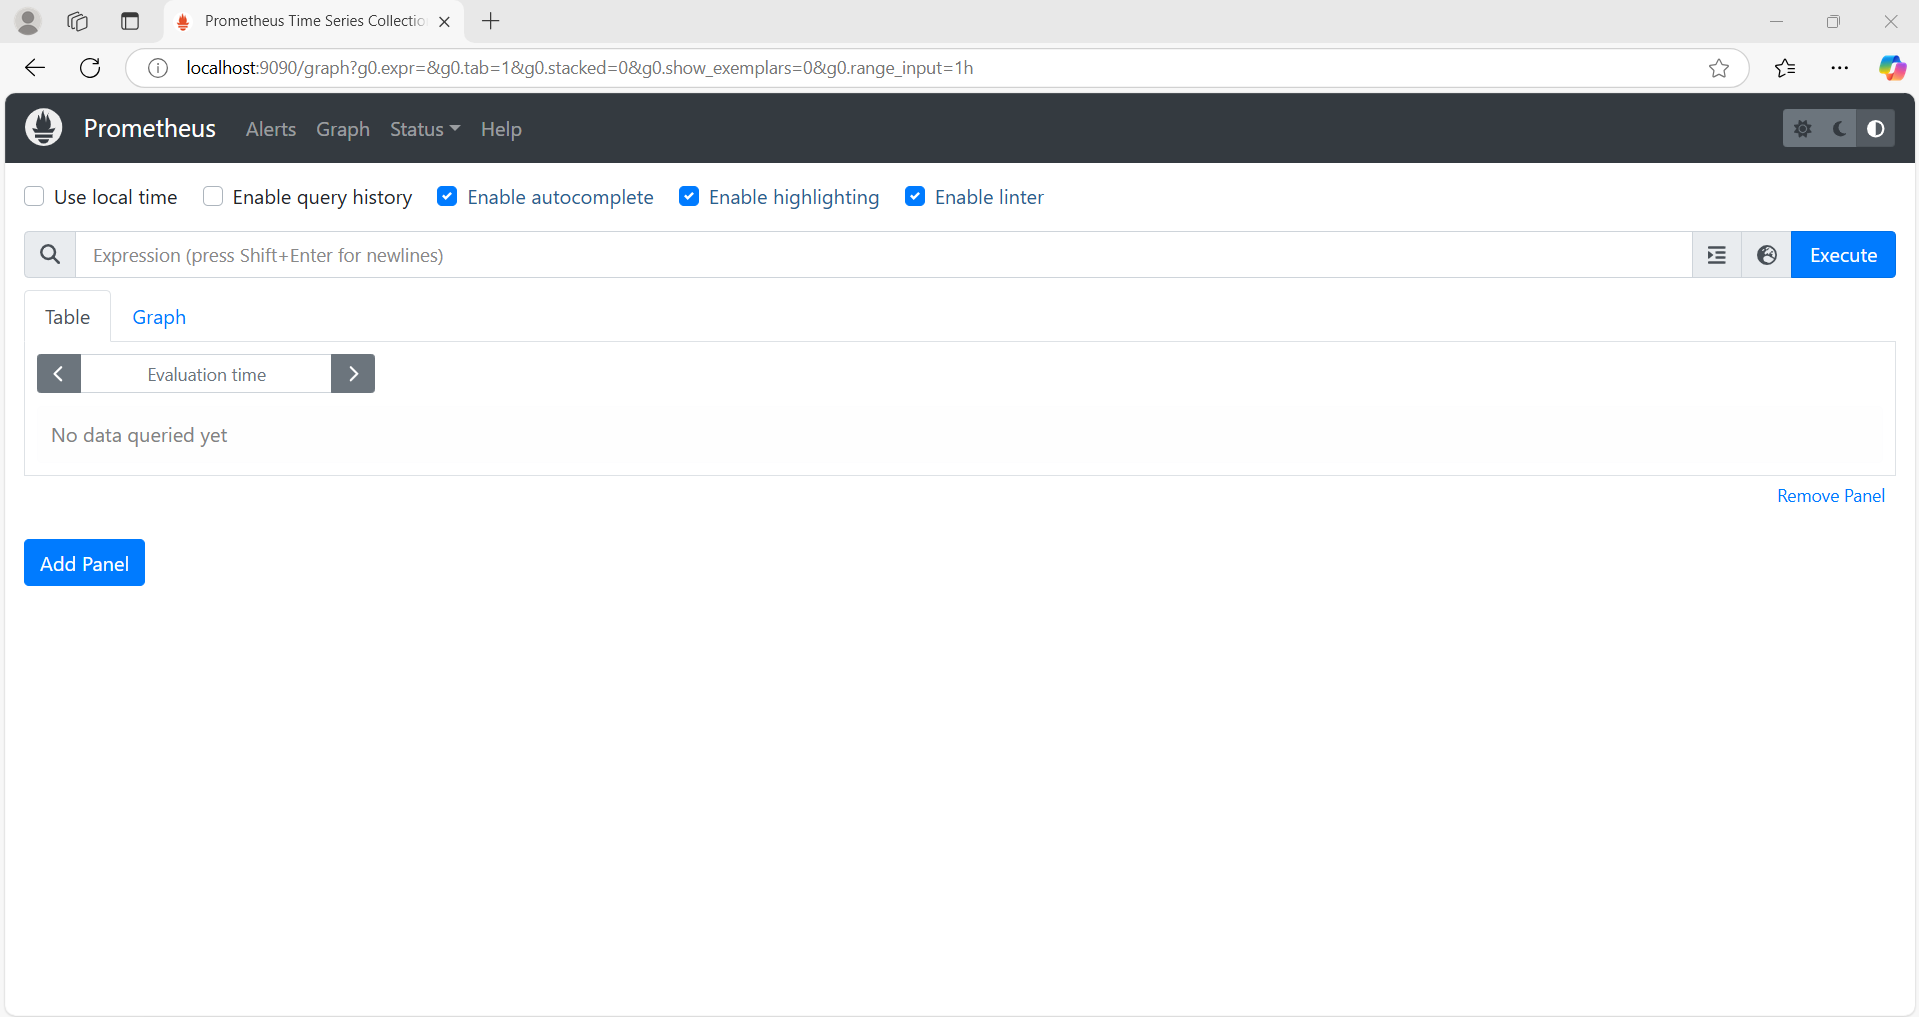 Prometheus Time Series Collectio
localhost:9090/graph?g0.expr=&g0.tab=1&g0.stacked=0&g0.show_exemplars=0&g0.range_input=1h
Prometheus Alerts Graph Status Help
Use local time Enable query history Enable autocomplete Enable highlighting Enable linter
Expression (press Shift+Enter for newlines) Execute
Table Graph
Evaluation time
No data queried yet
Remove Panel
Add Panel